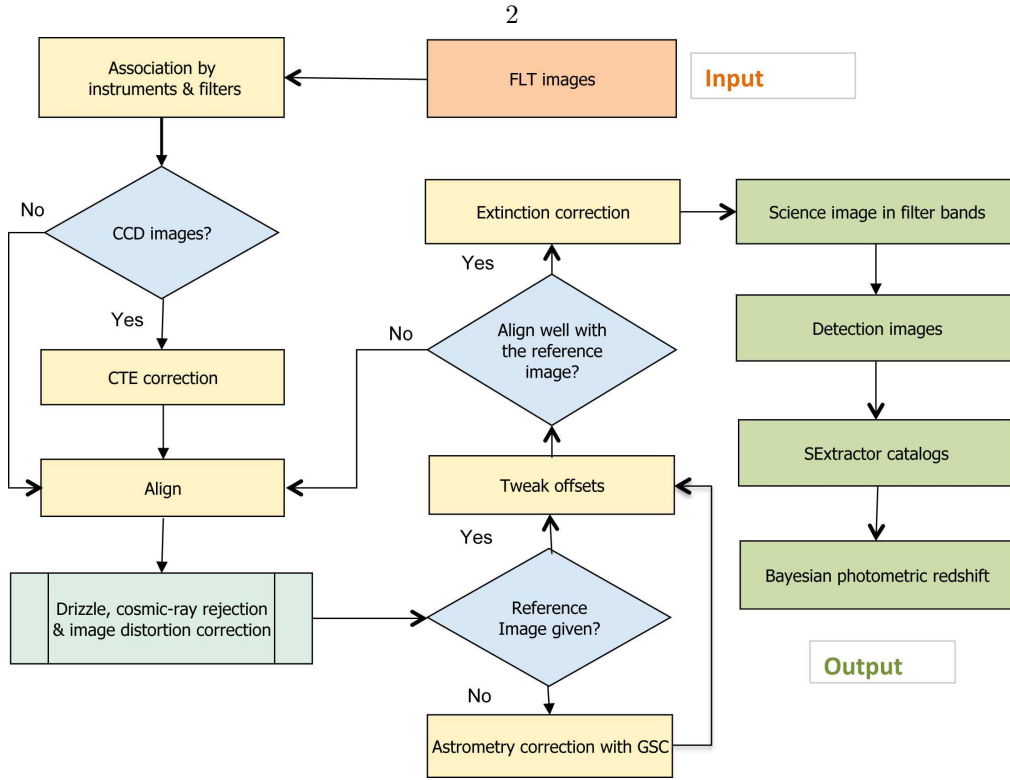 2
Association by
instruments & filters
FLT images
Input
No
CCD images?
Yes
CTE correction
Align
Drizzle, cosmic-ray rejection
& image distortion correction
Extinction correction
Yes
No
Align well with
the reference
image?
Tweak offsets
Yes
Reference
Image given?
No
Astrometry correction with GSC
Science image in filter bands
Detection images
SExtractor catalogs
Bayesian photometric redshift
Output